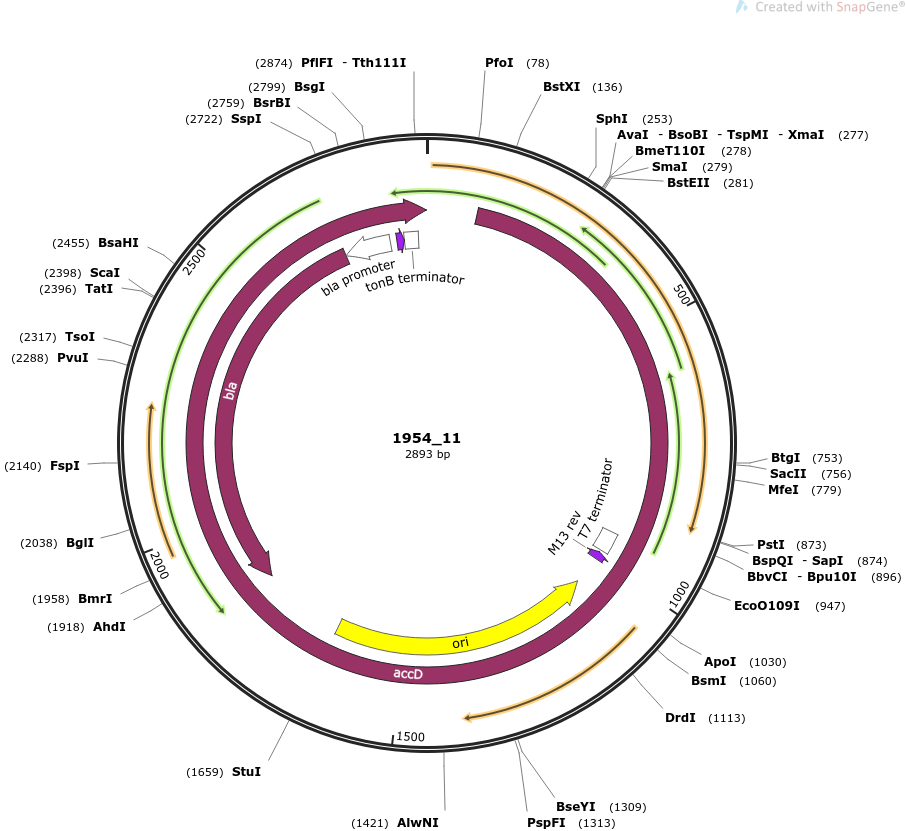 Created with SnapGene®
(2874) PflFI - Tth111I
PfoI (78)
(2799) BsgI
BstXI (136)
(2759) BsrBI
(2722) SspI
SphI (253)
AvaI - BsoBI - TspMI - XmaI (277)
BmeT110I (278)
SmaI (279)
BstEII (281)
(2455) BsaHI
(2398) ScaI
(2396) TatI
(2317) TsoI
(2288) PvuI
(2140) FspI
(2038) BglI
(1958) BmrI
(1918) AhdI
(1659) StuI
(1421) AlwNI
BtgI (753)
SacII (756)
MfeI (779)
PstI (873)
BspQI - SapI (874)
BbvCI - Bpu10I (896)
EcoO109I (947)
ApoI (1030)
BsmI (1060)
DrdI (1113)
BseYI (1309)
PspFI (1313)
500
1000
1500
2000
2500
bla promoter
tonB terminator
bla
1954_11
2893 bp
M13 rev
T7 terminator
ori
accD